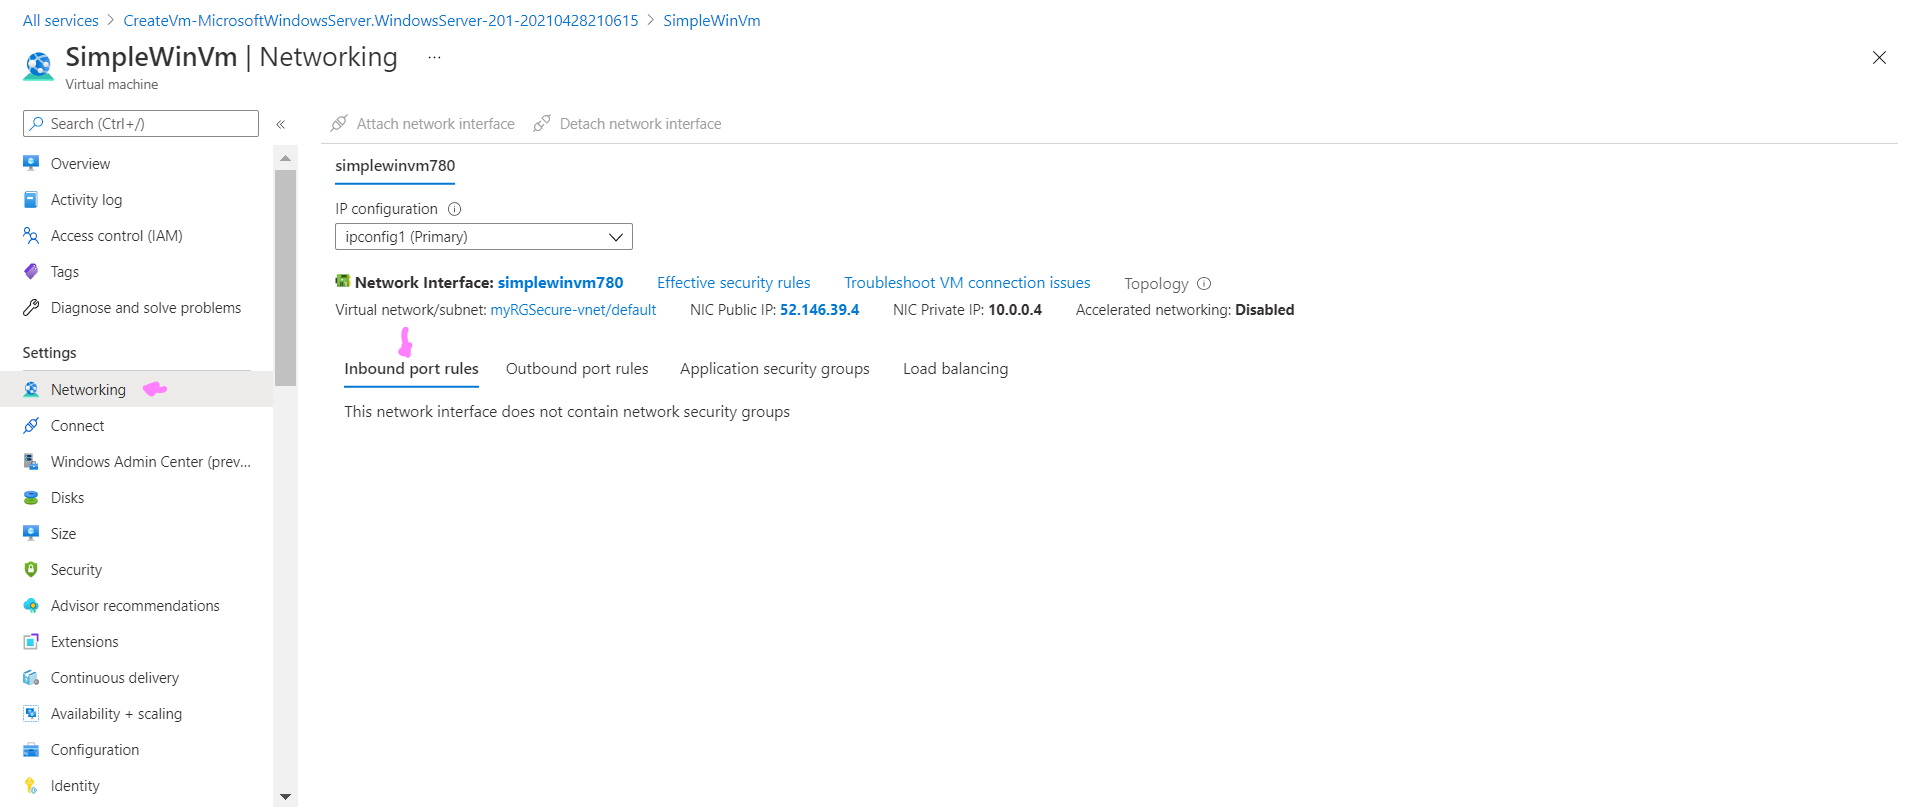 All services > CreateVm-MicrosoftWindowsServer.WindowsServer-201-20210428210615 > SimpleWinVm
SimpleWinVm | Networking ...
Virtual machine
Search (Ctrl+/) «
Overview
Activity log
Access control (IAM)
Tags
Diagnose and solve problems
Settings
Networking
Connect
Windows Admin Center (prev...
Disks
Size
Security
Advisor recommendations
Extensions
Continuous delivery
Availability + scaling
Configuration
Identity
Attach network interface Detach network interface
simplewinvm780
IP configuration
ipconfig1 (Primary)
Network Interface: simplewinvm780 Effective security rules Troubleshoot VM connection issues Topology
Virtual network/subnet: myRGSecure-vnet/default NIC Public IP: 52.146.39.4 NIC Private IP: 10.0.0.4 Accelerated networking: Disabled
Inbound port rules Outbound port rules Application security groups Load balancing
This network interface does not contain network security groups